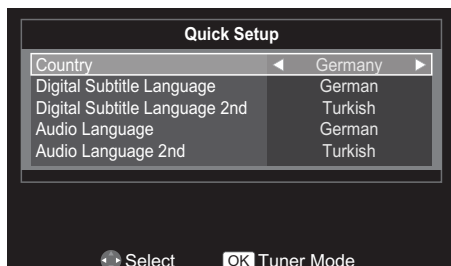 Quick Setup
Country ◀ Germany ▶
Digital Subtitle Language German
Digital Subtitle Language 2nd Turkish
Audio Language German
Audio Language 2nd Turkish
Select OK Tuner Mode